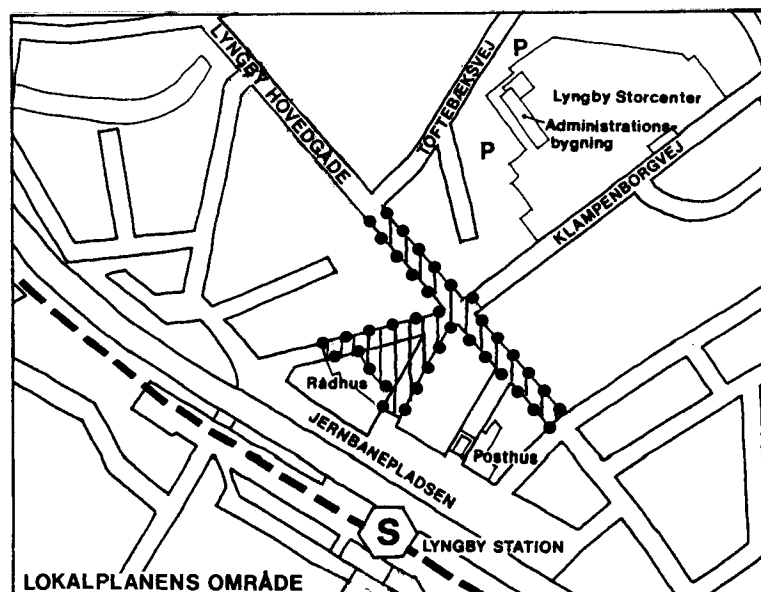 LYNGBY HOVEDGADE
TOFTEBÆKSVEJ
P
Lyngby Storcenter
Administrations-
bygning
P
KLAMPENBORGVEJ
Rådhus
JERNBANEPLADSEN
Posthus
S
LYNGBY STATION
LOKALPLANENS OMRÅDE